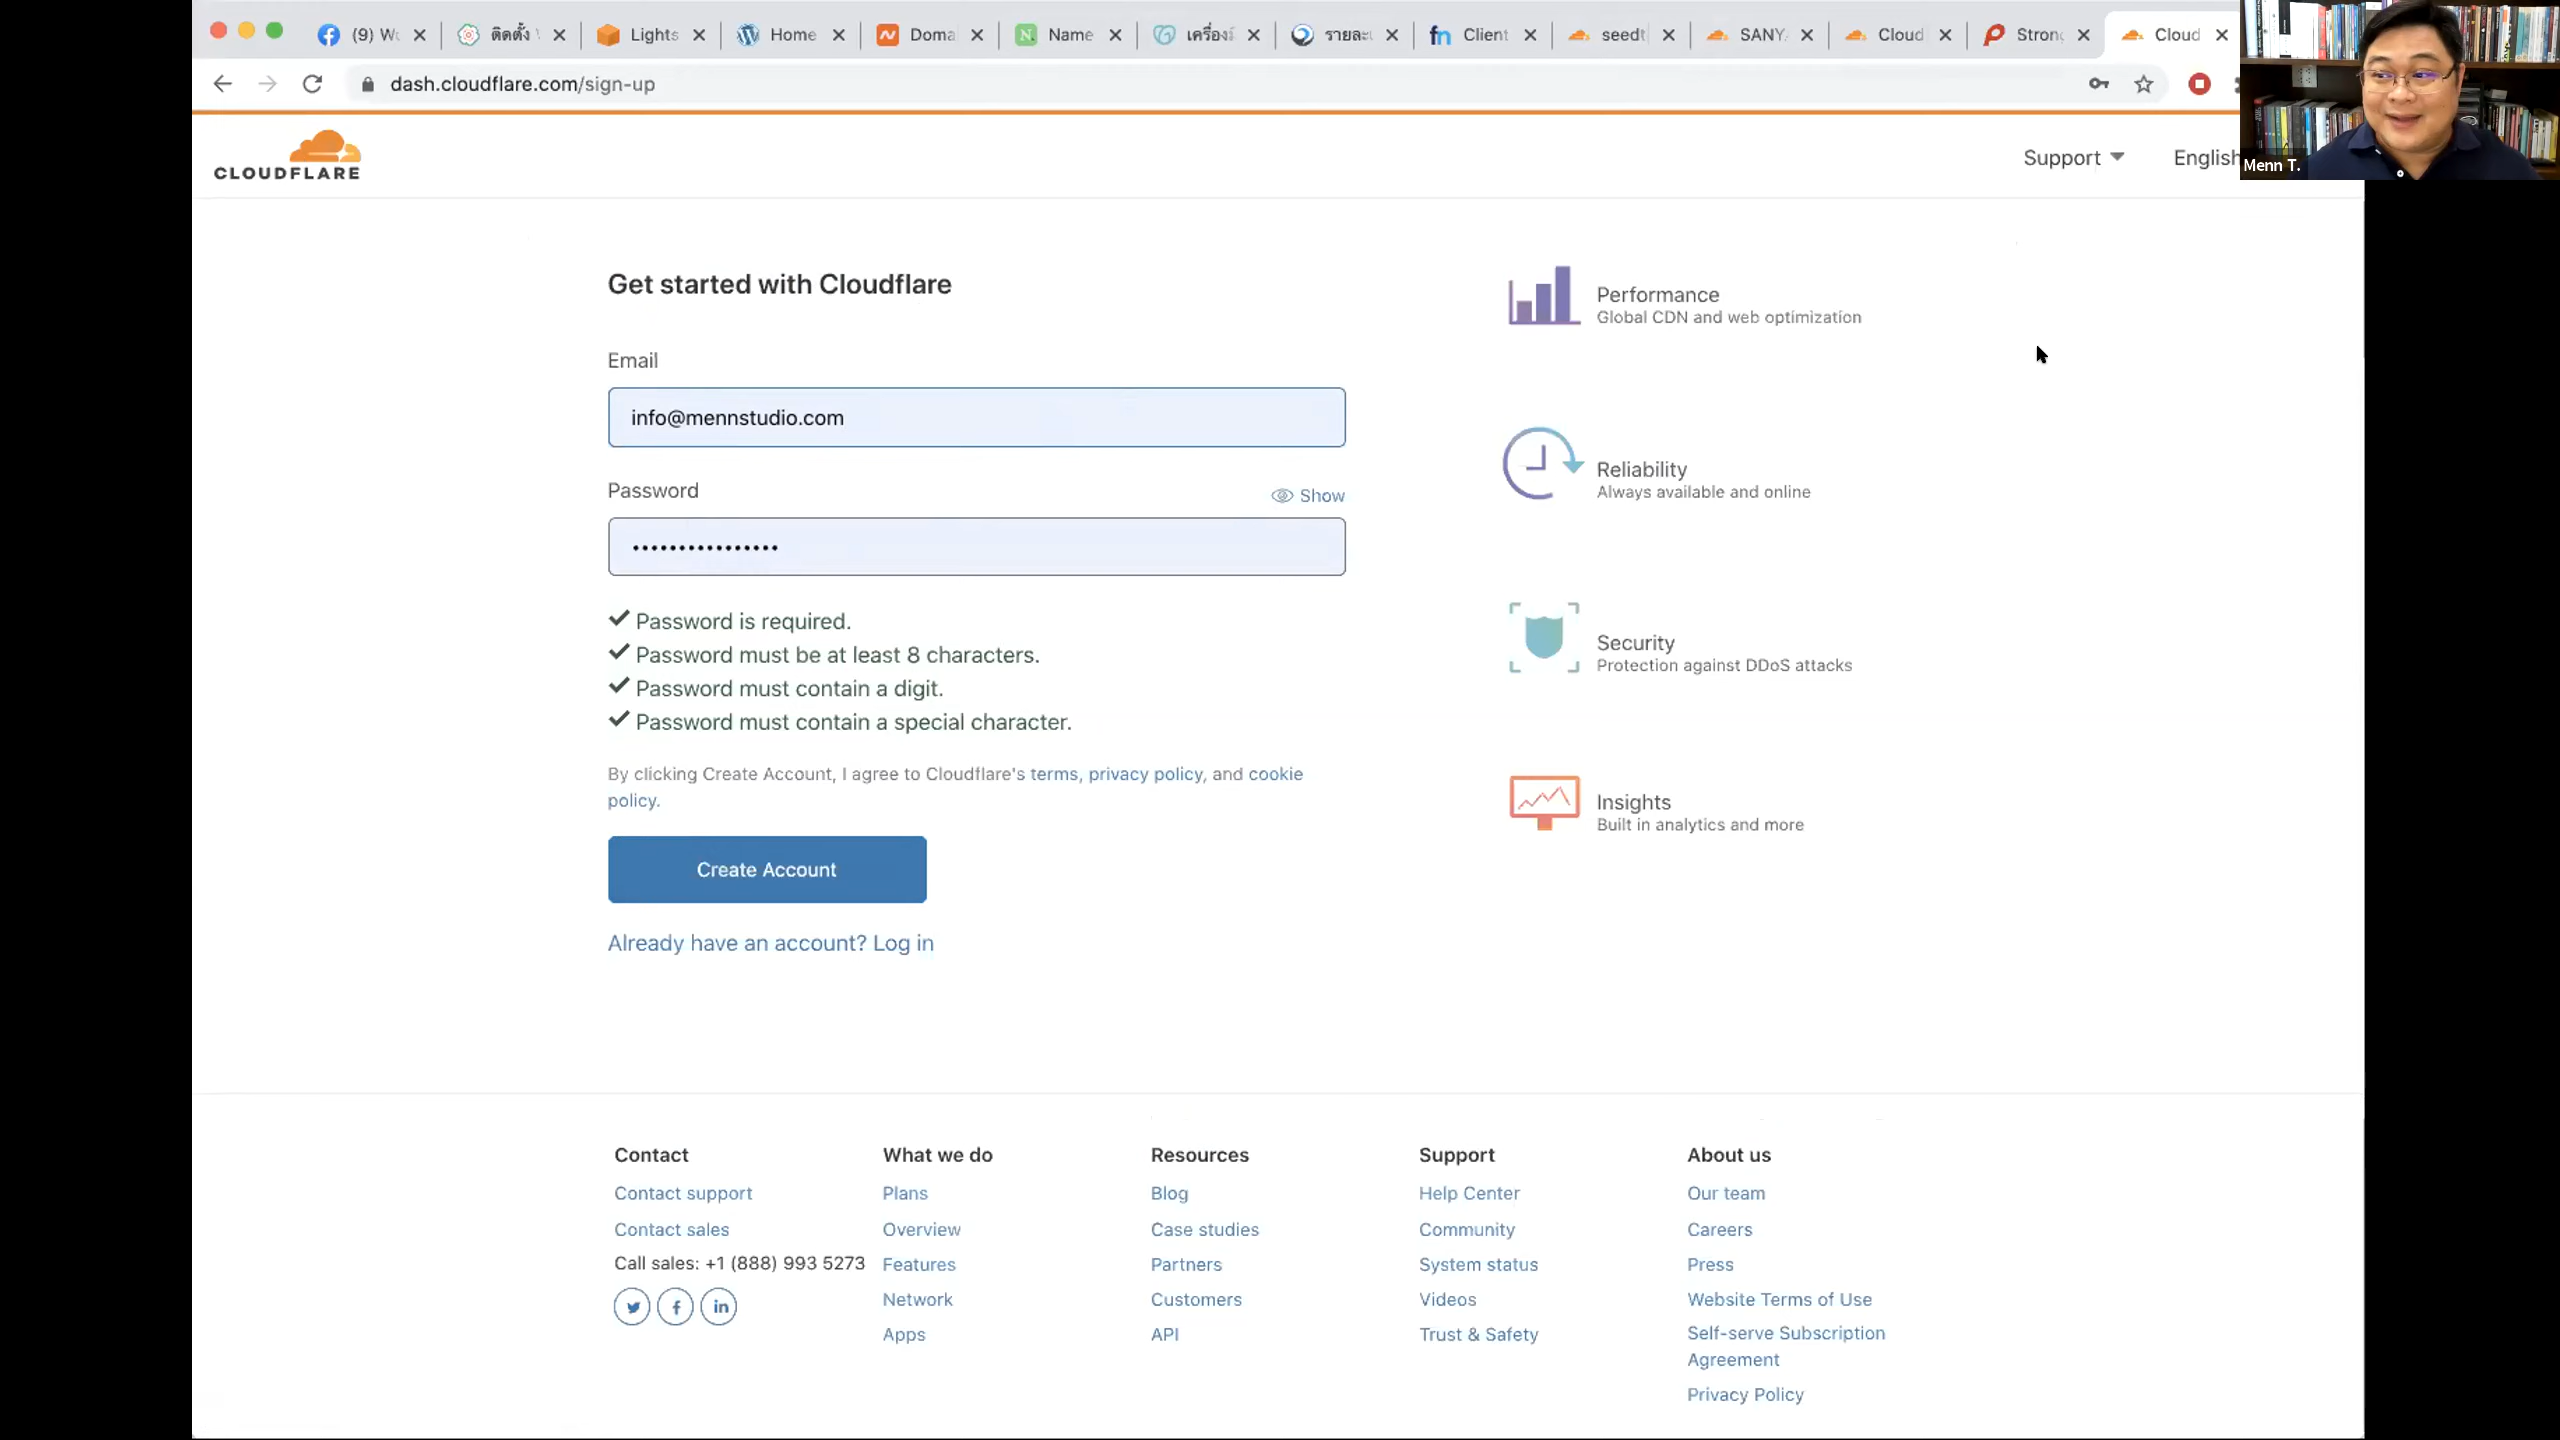 (9) W
ติดตั้ง
Lights
Home
Doma
Name
เครื่องมื
รายละเ
Client
seedt
SANY
Cloud
Stron
Cloud
dash.cloudflare.com/sign-up
CLOUDFLARE
Support
English
Menn T.
Get started with Cloudflare
Email
info@mennstudio.com
Password
Show
Password is required.
Password must be at least 8 characters.
Password must contain a digit.
Password must contain a special character.
By clicking Create Account, I agree to Cloudflare's terms, privacy policy, and cookie
policy.
Create Account
Already have an account? Log in
Performance
Global CDN and web optimization
Reliability
Always available and online
Security
Protection against DDoS attacks
Insights
Built in analytics and more
Contact
Contact support
Contact sales
Call sales: +1 (888) 993 5273
What we do
Plans
Overview
Features
Network
Apps
Resources
Blog
Case studies
Partners
Customers
API
Support
Help Center
Community
System status
Videos
Trust & Safety
About us
Our team
Careers
Press
Website Terms of Use
Self-serve Subscription
Agreement
Privacy Policy